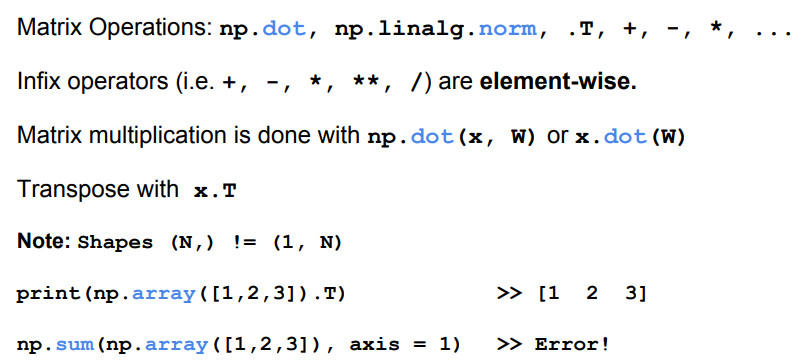 Matrix Operations: np.dot, np.linalg.norm, .T, +, -, *, ...
Infix operators (i.e. +, -, *, **, /) are element-wise.
Matrix multiplication is done with np.dot(x, W) or x.dot(W)
Transpose with x.T
Note: Shapes (N,) != (1, N)
print(np.array([1,2,3]).T) >> [1 2 3]
np.sum(np.array([1,2,3]), axis = 1) >> Error!